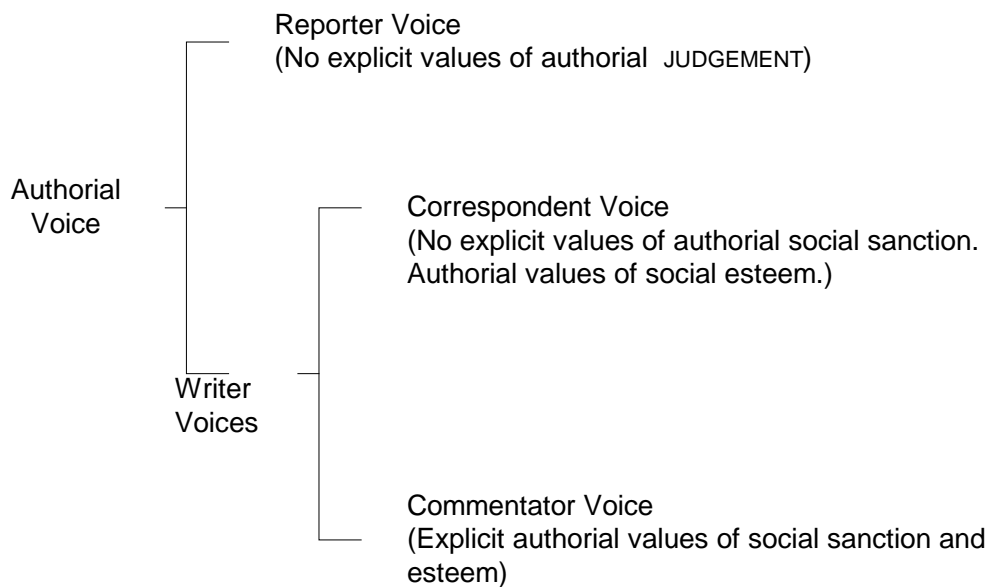 Reporter Voice
(No explicit values of authorial JUDGEMENT)
Authorial
Voice
Correspondent Voice
(No explicit values of authorial social sanction.
Authorial values of social esteem.)
Writer
Voices
Commentator Voice
(Explicit authorial values of social sanction and
esteem)